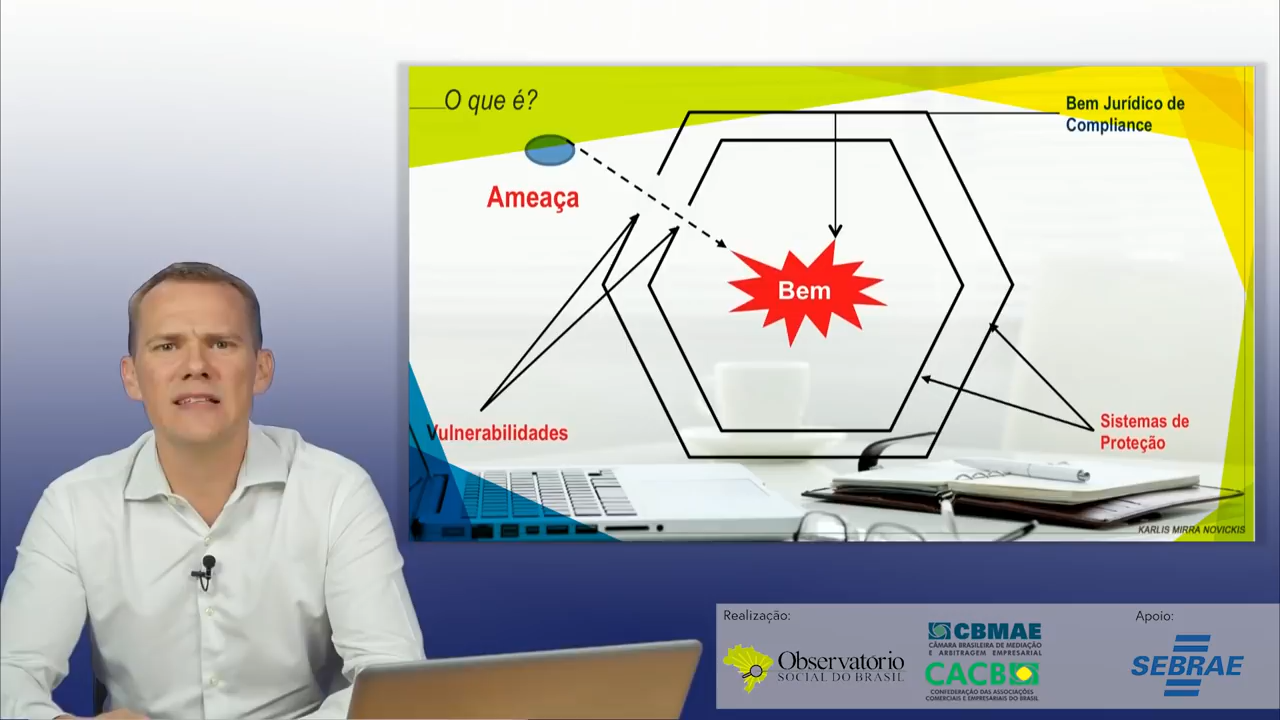 O que é?
Bem Jurídico de
Compliance
Ameaça
Bem
Vulnerabilidades
Sistemas de
Proteção
KARLIS MIRRA NOVICKIS
Realização:
Apoio:
Observatório
SOCIAL DO BRASIL
CBMAE
CÂMARA BRASILEIRA DE MEDIAÇÃO
E ARBITRAGEM EMPRESARIAL
CACB
CONFEDERAÇÃO DAS ASSOCIAÇÕES
COMERCIAIS E EMPRESARIAIS DO BRASIL
SEBRAE